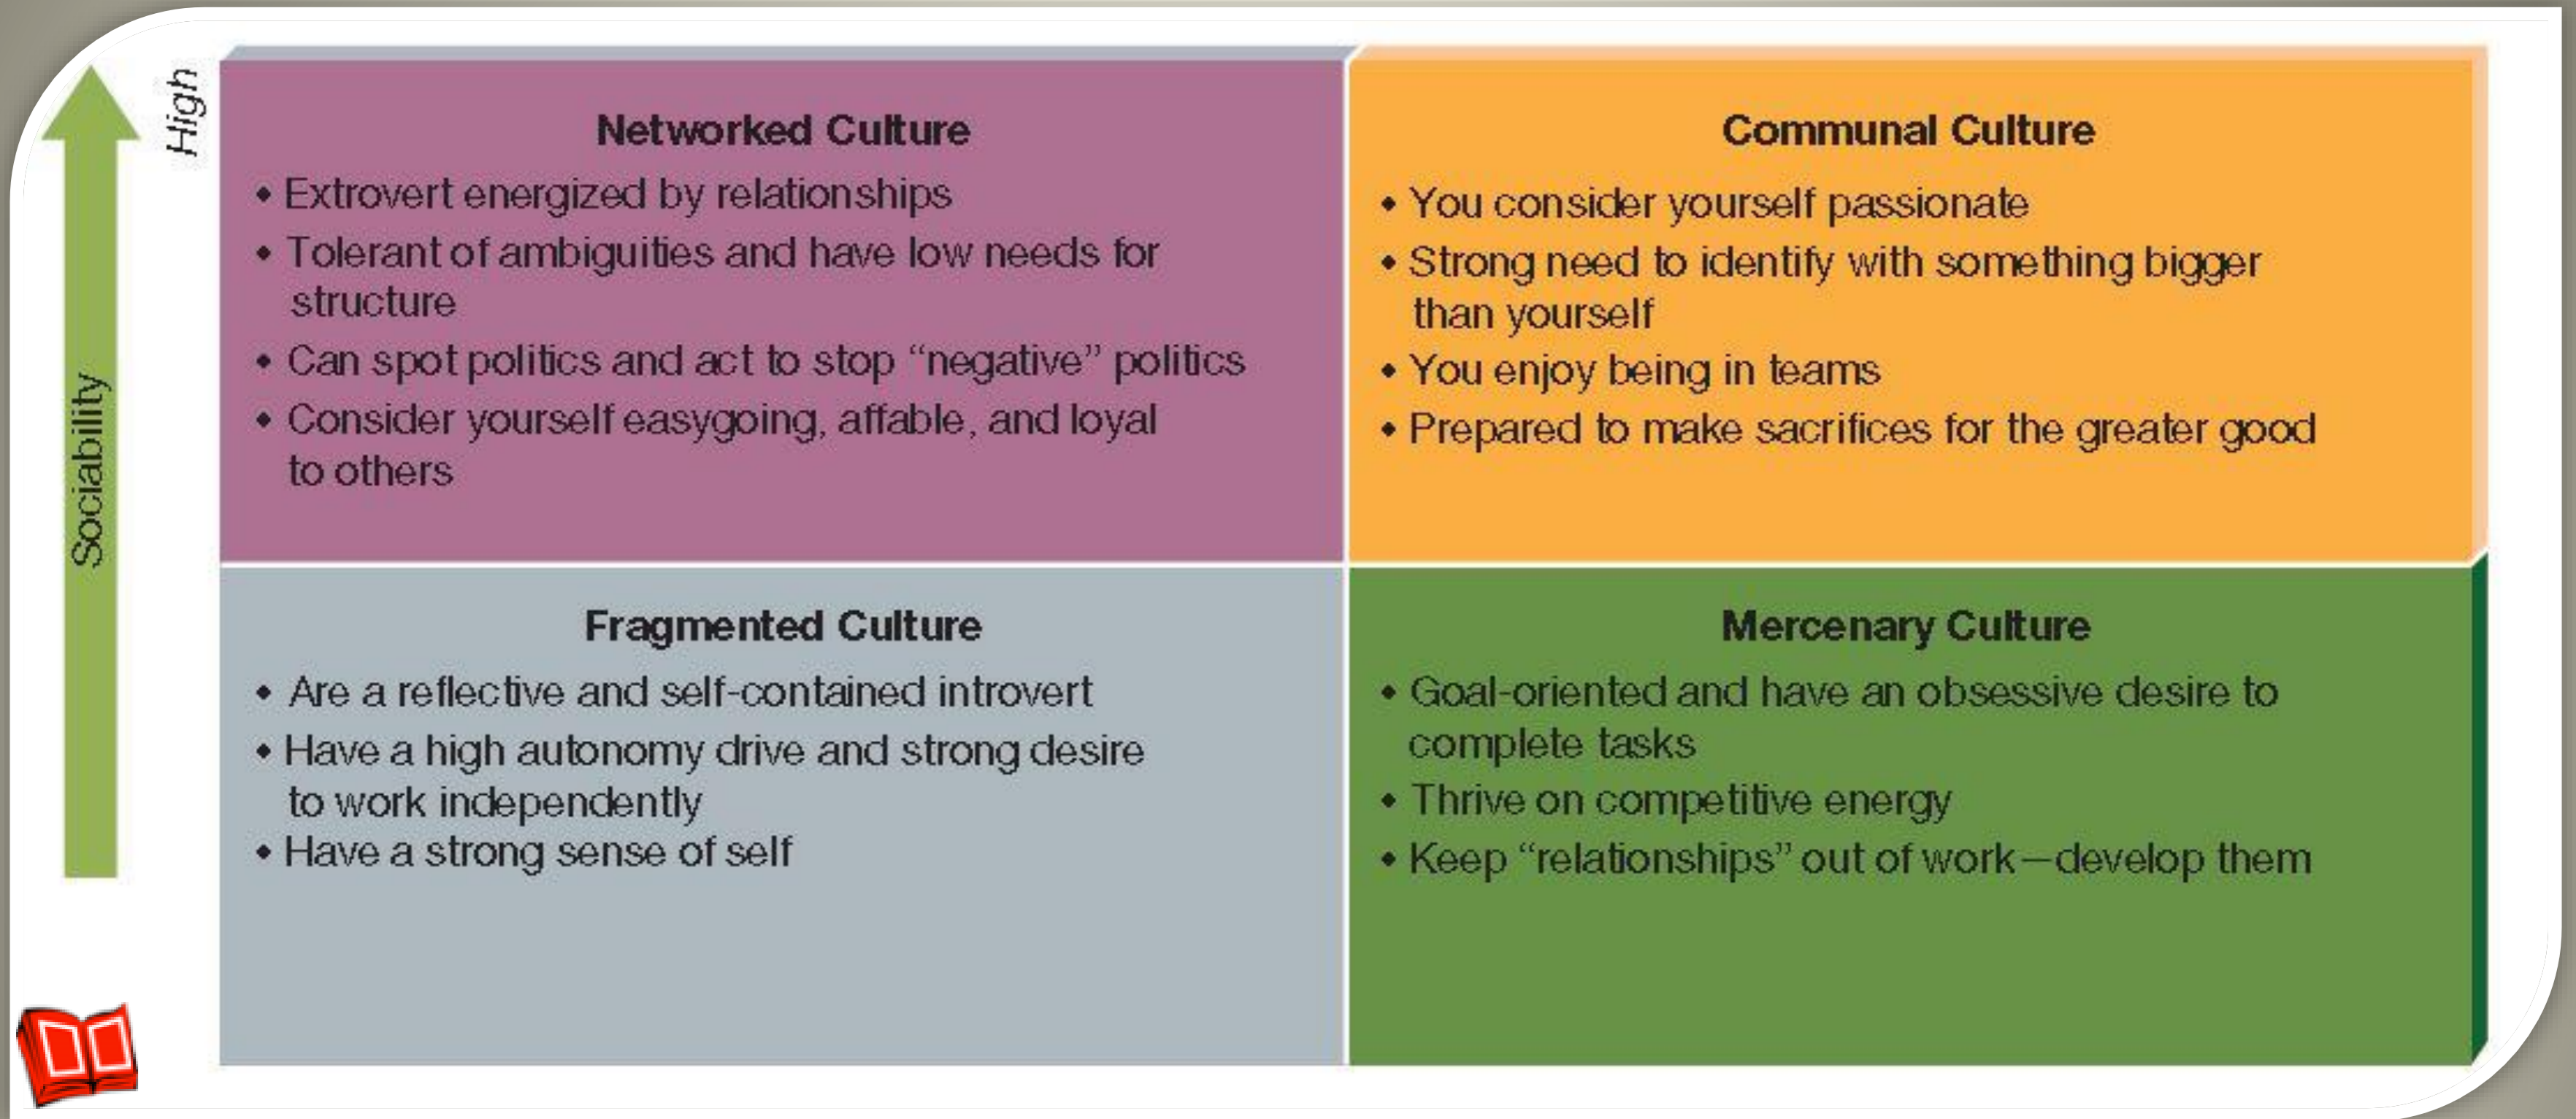 High
Sociability
Networked Culture
• Extrovert energized by relationships
• Tolerant of ambiguities and have low needs for
structure
• Can spot politics and act to stop “negative” politics
• Consider yourself easygoing, affable, and loyal
to others
Communal Culture
• You consider yourself passionate
• Strong need to identify with something bigger
than yourself
• You enjoy being in teams
• Prepared to make sacrifices for the greater good
Fragmented Culture
• Are a reflective and self-contained introvert
• Have a high autonomy drive and strong desire
to work independently
• Have a strong sense of self
Mercenary Culture
• Goal-oriented and have an obsessive desire to
complete tasks
• Thrive on competitive energy
• Keep “relationships” out of work—develop them